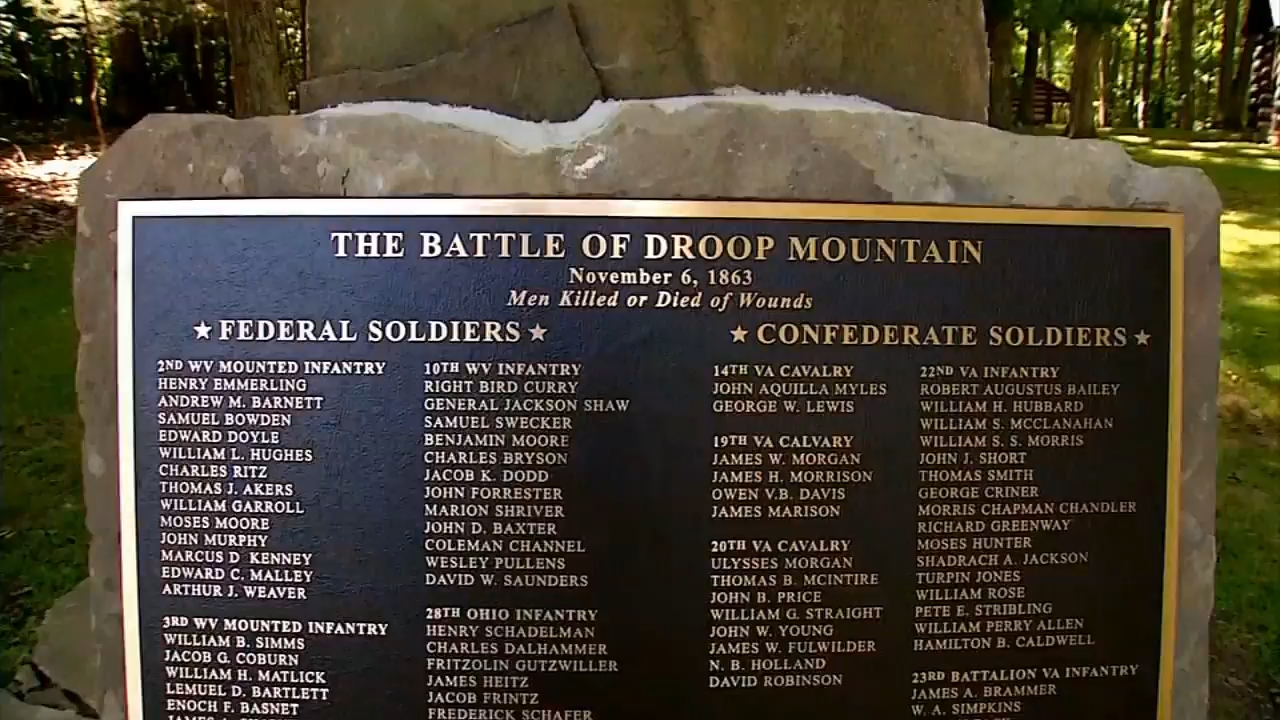 THE BATTLE OF DROOP MOUNTAIN
November 6, 1863
Men Killed or Died of Wounds
★ FEDERAL SOLDIERS ★
2ND WV MOUNTED INFANTRY
HENRY EMMERLING
ANDREW M. BARNETT
SAMUEL BOWDEN
EDWARD DOYLE
WILLIAM L. HUGHES
CHARLES RITZ
THOMAS J. AKERS
WILLIAM GARROLL
MOSES MOORE
JOHN MURPHY
MARCUS D KENNEY
EDWARD C. MALLEY
ARTHUR J. WEAVER
3RD WV MOUNTED INFANTRY
WILLIAM B. SIMMS
JACOB G. COBURN
WILLIAM H. MATLICK
LEMUEL D. BARTLETT
ENOCH F. BASNET
10TH WV INFANTRY
RIGHT BIRD CURRY
GENERAL JACKSON SHAW
SAMUEL SWECKER
BENJAMIN MOORE
CHARLES BRYSON
JACOB K. DODD
JOHN FORRESTER
MARION SHRIVER
JOHN D. BAXTER
COLEMAN CHANNEL
WESLEY PULLENS
DAVID W. SAUNDERS
28TH OHIO INFANTRY
HENRY SCHADELMAN
CHARLES DALHAMMER
FRITZOLIN GUTZWILLER
JAMES HEITZ
JACOB FRINTZ
FREDERICK SCHAFER
★ CONFEDERATE SOLDIERS ★
14TH VA CAVALRY
JOHN AQUILLA MYLES
GEORGE W. LEWIS
19TH VA CALVARY
JAMES W. MORGAN
JAMES H. MORRISON
OWEN V.B. DAVIS
JAMES MARISON
20TH VA CAVALRY
ULYSSES MORGAN
THOMAS B. MCINTIRE
JOHN B. PRICE
WILLIAM G. STRAIGHT
JOHN W. YOUNG
JAMES W. FULWILDER
N. B. HOLLAND
DAVID ROBINSON
22ND VA INFANTRY
ROBERT AUGUSTUS BAILEY
WILLIAM H. HUBBARD
WILLIAM S. MCCLANAHAN
WILLIAM S. S. MORRIS
JOHN J. SHORT
THOMAS SMITH
GEORGE CRINER
MORRIS CHAPMAN CHANDLER
RICHARD GREENWAY
MOSES HUNTER
SHADRACH A. JACKSON
TURPIN JONES
WILLIAM ROSE
PETE E. STRIBLING
WILLIAM PERRY ALLEN
HAMILTON B. CALDWELL
23RD BATTALION VA INFANTRY
JAMES A. BRAMMER
W. A. SIMPKINS